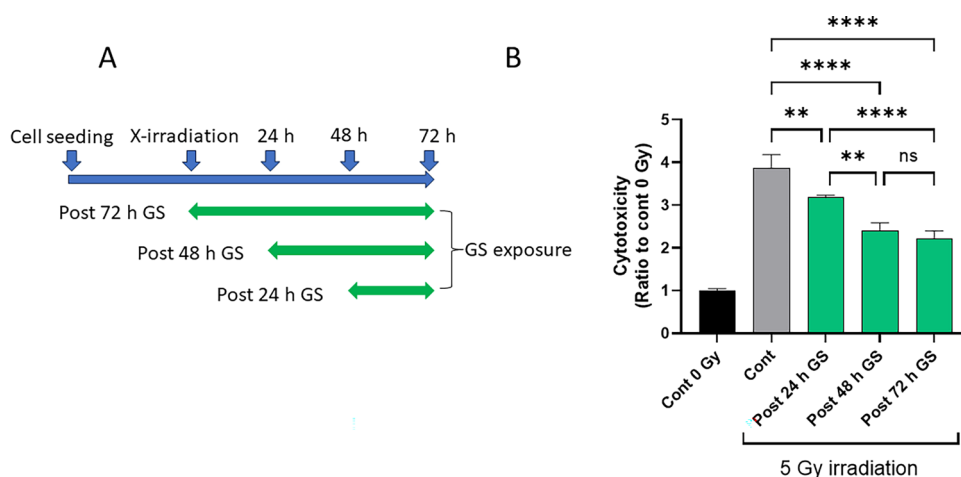 A
Cell seeding X-irradiation 24 h 48 h 72 h
Post 72 h GS
Post 48 h GS
GS exposure
Post 24 h GS
B
****
****
** ****
** ns
Cytotoxicity
(Ratio to cont 0 Gy)
5
4
3
2
1
0
Cont 0 Gy
Cont
Post 24 h GS
Post 48 h GS
Post 72 h GS
5 Gy irradiation